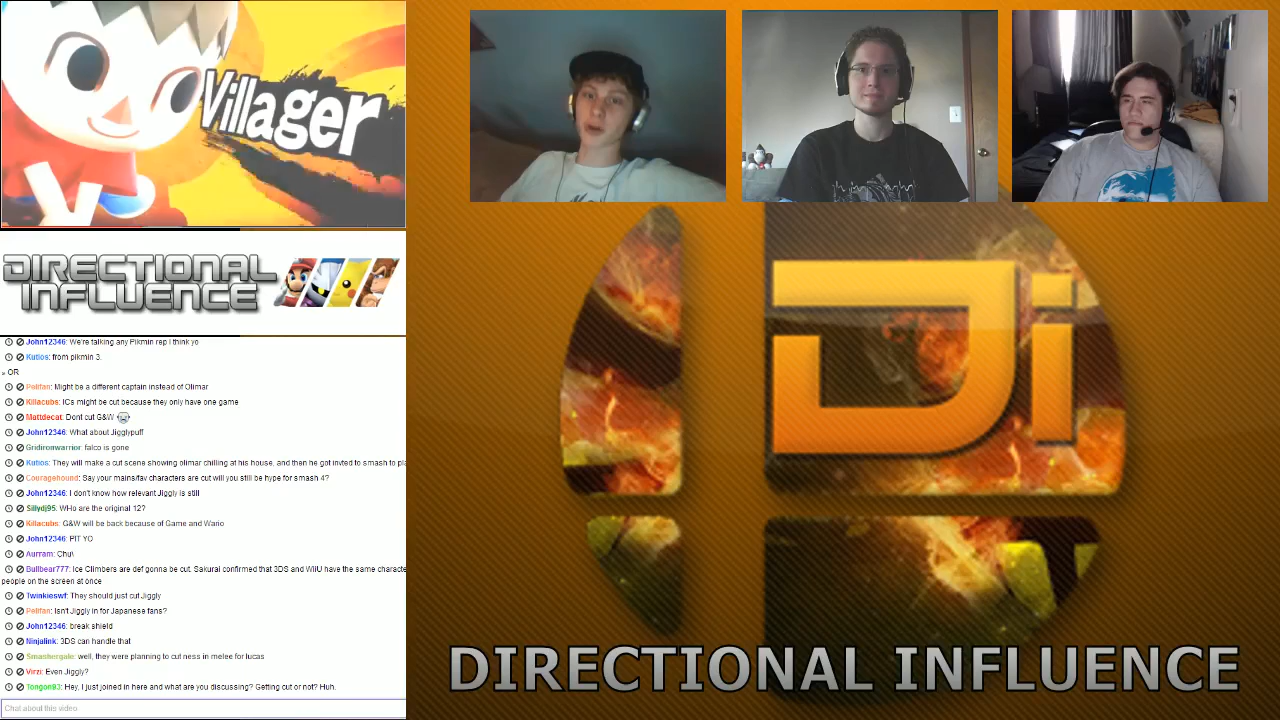 Villager
DIRECTIONAL
INFLUENCE
John12346: We're talking any Pikmin rep I think yo
Kutios: from pikmin 3.
» OR
Pelifan: Might be a different captain instead of Olimar
Killacubs: ICs might be cut because they only have one game
Mattdecat: Dont cut G&W
John12346: What about Jigglypuff
Gridironwarrior: falco is gone
Kutios: They will make a cut scene showing olimar chilling at his house, and then he got invted to smash to pla
Couragehound: Say your mains/fav characters are cut will you still be hype for smash 4?
John12346: I don't know how relevant Jiggly is still
Sillydj95: WHo are the original 12?
Killacubs: G&W will be back because of Game and Wario
John12346: PIT YO
Aurram: Chu\
Bullbear777: Ice Climbers are def gonna be cut. Sakurai confirmed that 3DS and WiiU have the same characte
people on the screen at once
Twinkieswf: They should just cut Jiggly
Pelifan: Isn't Jiggly in for Japanese fans?
John12346: break shield
Ninjalink: 3DS can handle that
Smashergale: well, they were planning to cut ness in melee for lucas
Virzi: Even Jiggly?
Tongon93: Hey, I just joined in here and what are you discussing? Getting cut or not? Huh.
Chat about this video
Di
DIRECTIONAL INFLUENCE